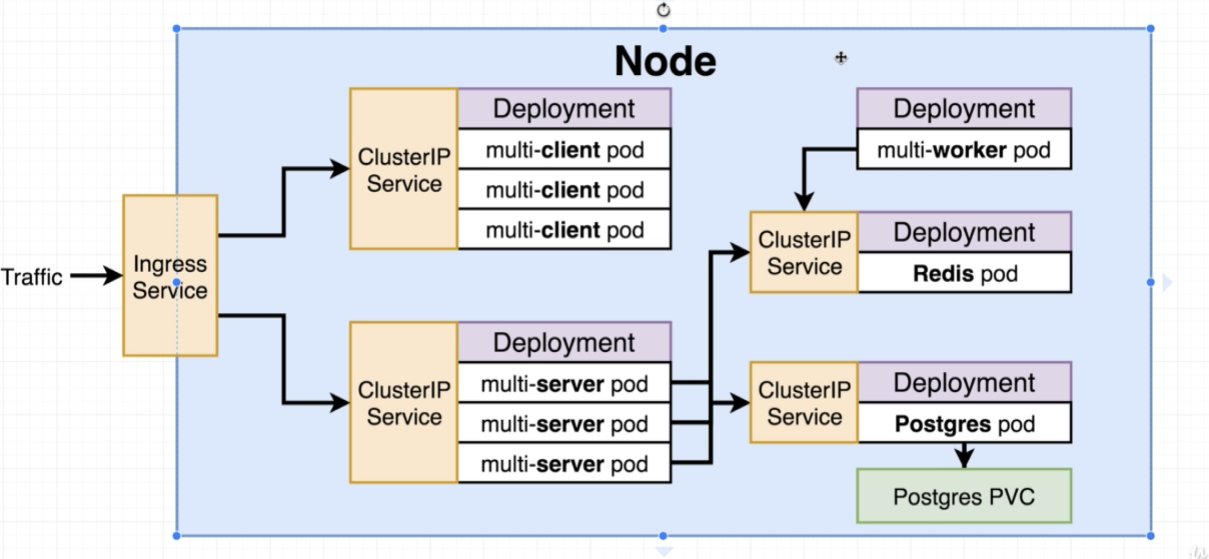 Node
Traffic
Ingress
Service
ClusterIP
Service
Deployment
multi-client pod
multi-client pod
multi-client pod
ClusterIP
Service
Deployment
multi-server pod
multi-server pod
multi-server pod
Deployment
multi-worker pod
ClusterIP
Service
Deployment
Redis pod
ClusterIP
Service
Deployment
Postgres pod
Postgres PVC